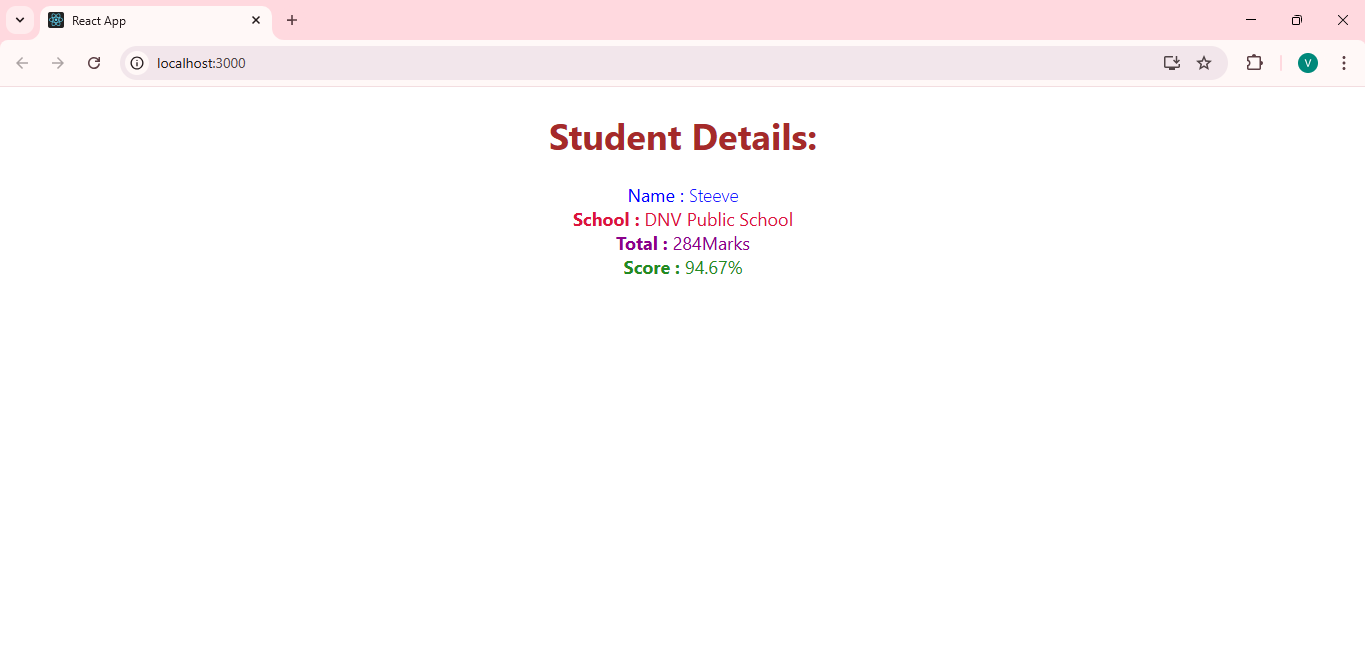 React App
localhost:3000
V
Student Details:
Name : Steeve
School : DNV Public School
Total : 284Marks
Score : 94.67%